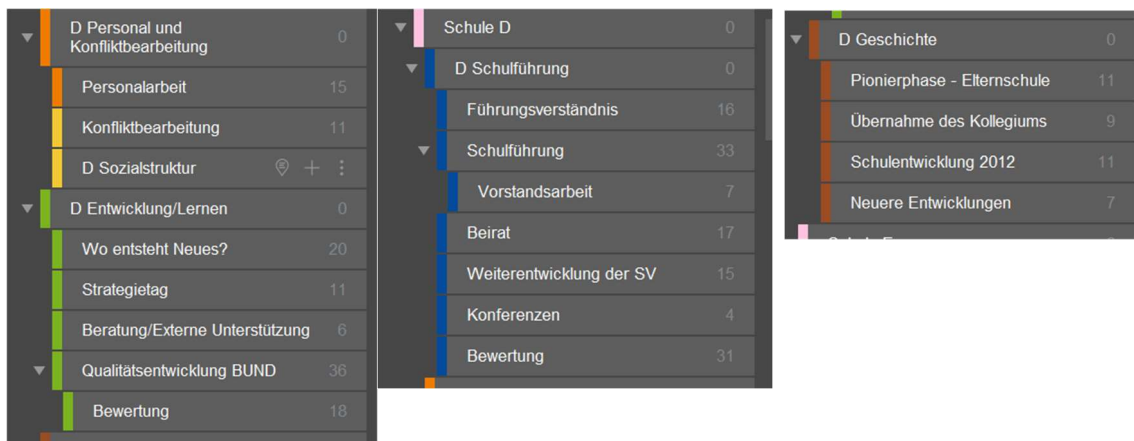 D Personal und
Konfliktbearbeitung 0
Personalarbeit 15
Konfliktbearbeitung 11
D Sozialstruktur
D Entwicklung/Lernen 0
Wo entsteht Neues? 20
Strategietag 11
Beratung/Externe Unterstützung 6
Qualitätsentwicklung BUND 36
Bewertung 18
Schule D 0
D Schulführung 0
Führungsverständnis 16
Schulführung 33
Vorstandsarbeit 7
Beirat 17
Weiterentwicklung der SV 15
Konferenzen 4
Bewertung 31
D Geschichte 0
Pionierphase - Elternschule 11
Übernahme des Kollegiums 9
Schulentwicklung 2012 11
Neuere Entwicklungen 7